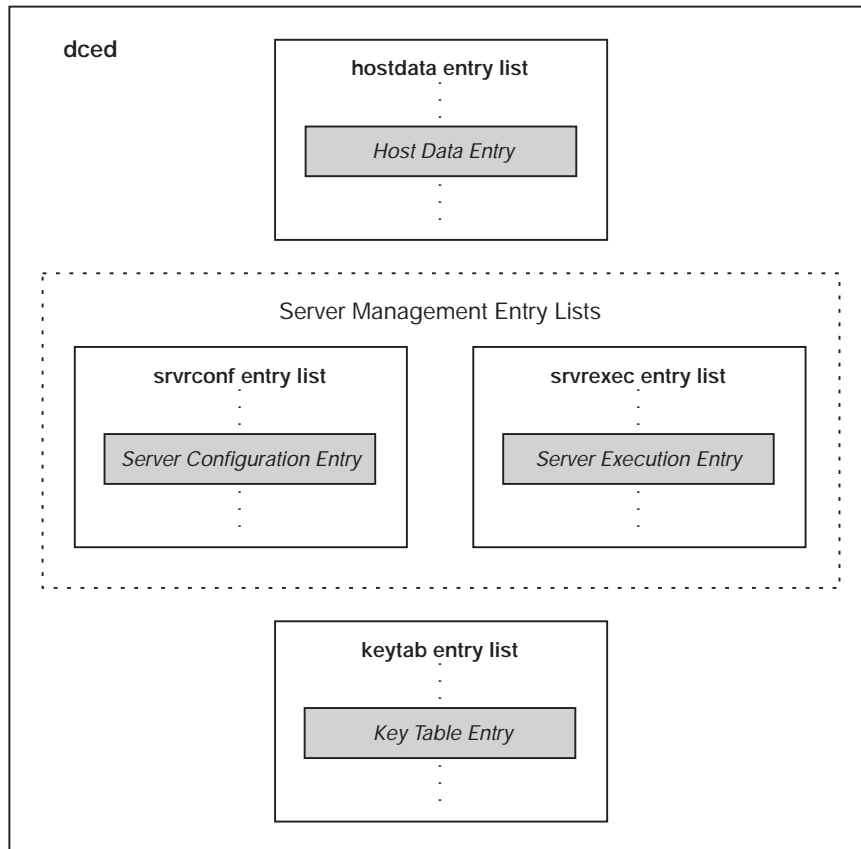 dced
hostdata entry list
Host Data Entry
Server Management Entry Lists
srvrconf entry list
srvrexec entry list
Server Configuration Entry
Server Execution Entry
keytab entry list
Key Table Entry